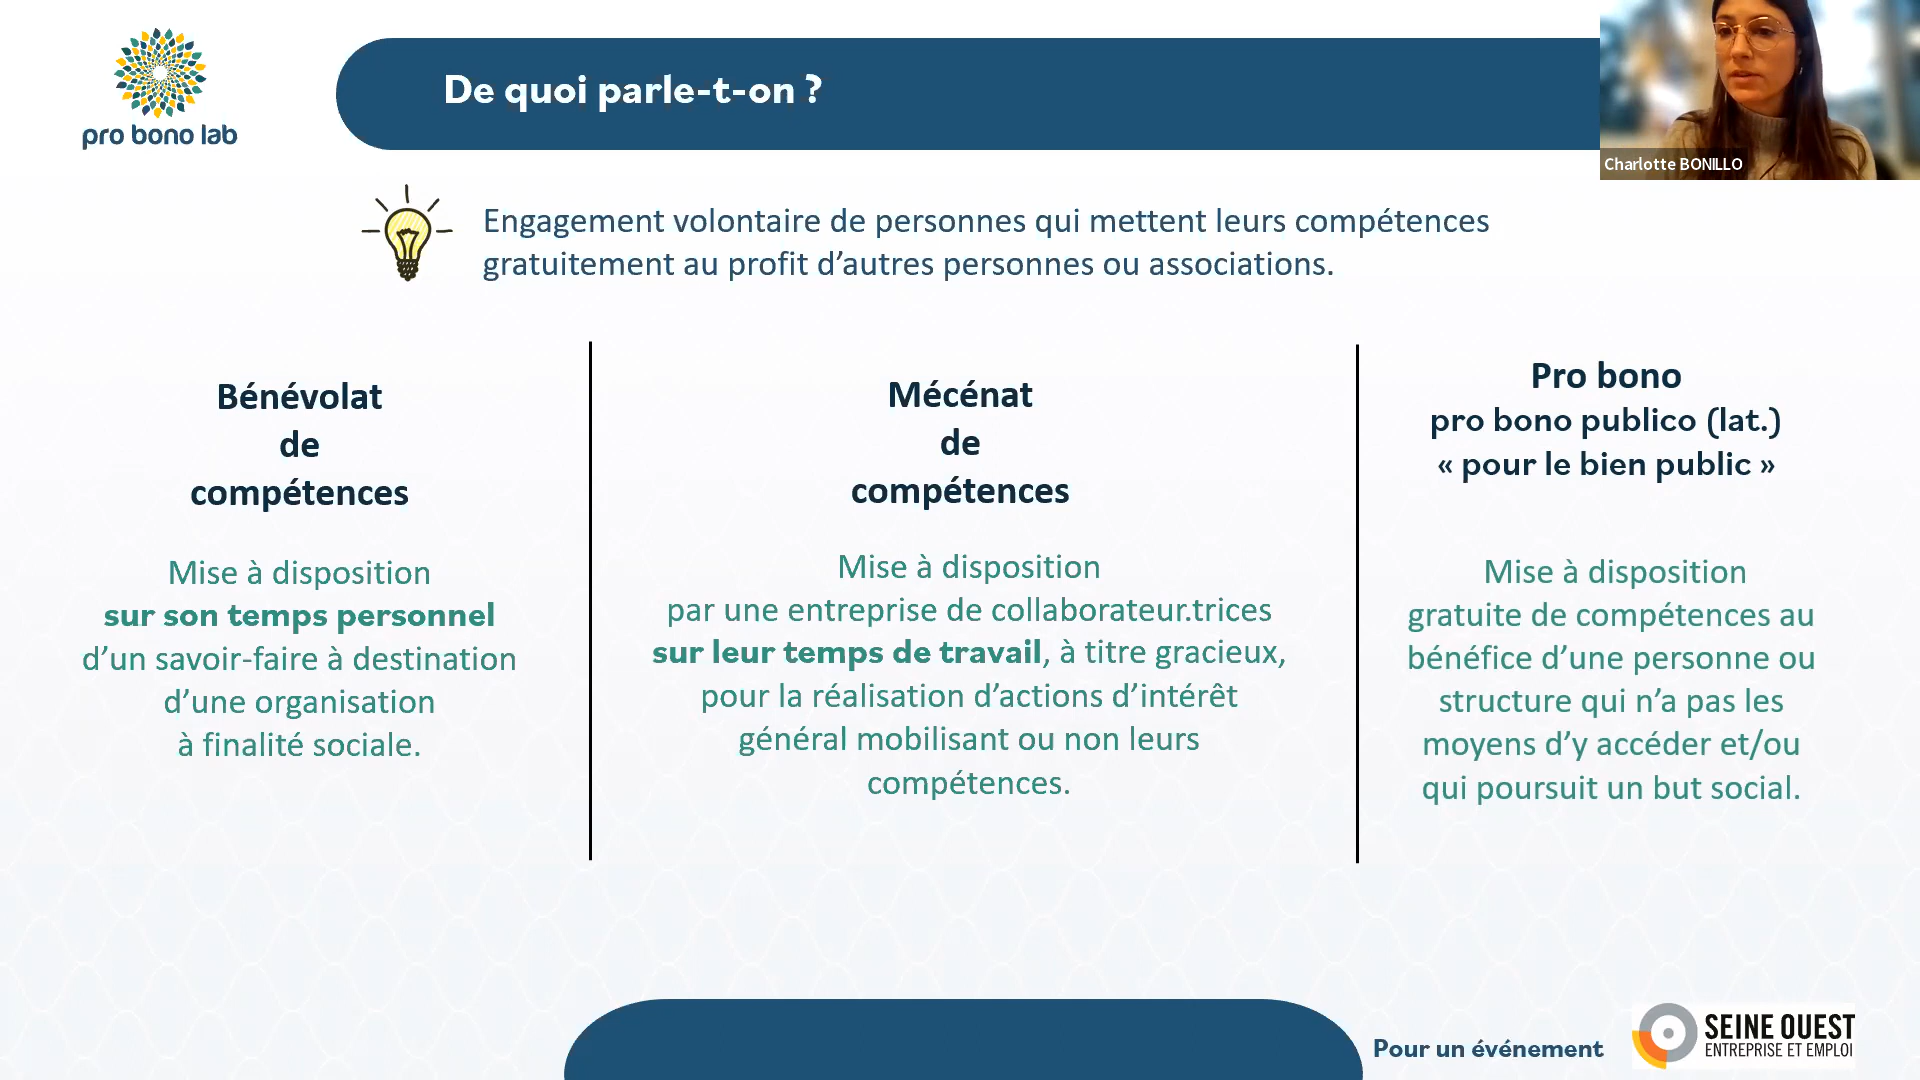 pro bono lab
De quoi parle-t-on ?
Charlotte BONILLO
Engagement volontaire de personnes qui mettent leurs compétences
gratuitement au profit d’autres personnes ou associations.
Bénévolat
de
compétences
Mise à disposition
sur son temps personnel
d’un savoir-faire à destination
d’une organisation
à finalité sociale.
Mécénat
de
compétences
Mise à disposition
par une entreprise de collaborateur.trices
sur leur temps de travail, à titre gracieux,
pour la réalisation d’actions d’intérêt
général mobilisant ou non leurs
compétences.
Pro bono
pro bono publico (lat.)
« pour le bien public »
Mise à disposition
gratuite de compétences au
bénéfice d’une personne ou
structure qui n’a pas les
moyens d’y accéder et/ou
qui poursuit un but social.
Pour un événement
SEINE OUEST
ENTREPRISE ET EMPLOI